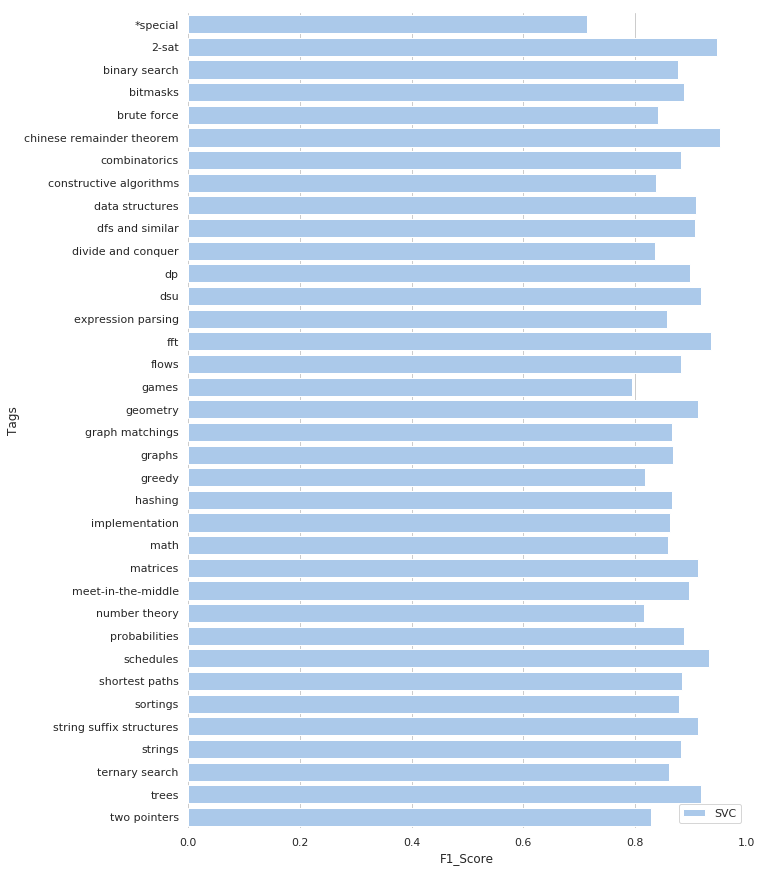 *special
2-sat
binary search
bitmasks
brute force
chinese remainder theorem
combinatorics
constructive algorithms
data structures
dfs and similar
divide and conquer
dp
dsu
expression parsing
fft
flows
games
geometry
graph matchings
graphs
greedy
hashing
implementation
math
matrices
meet-in-the-middle
number theory
probabilities
schedules
shortest paths
sortings
string suffix structures
strings
ternary search
trees
two pointers
Tags
SVC
0.0 0.2 0.4 0.6 0.8 1.0
F1_Score